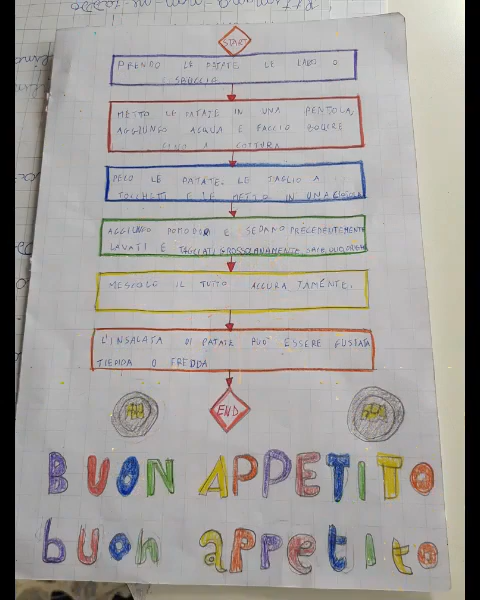 START
PRENDO LE PATATE LE LAVO O
SBUCCIO
METTO LE PATATE IN UNA PENTOLA
AGGIUNGO ACQUA E FACCIO BOLLIRE
FINO A COTTURA
PELO LE PATATE. LE TAGLIO A
TOCCHETTI E LE METTO IN UNA CIOTOLA
AGGIUNGO POMODORI E SEDANO PRECEDENTEMENTE
LAVATI E TAGLIATI GROSSOLANAMENTE SALE, OLIO,
MESCOLO IL TUTTO ACCURATAMENTE.
L'INSALATA DI PATATE PUO' ESSERE GUSTATA
TIEPIDA O FREDDA
END
BUON APPETITO
buon appetito